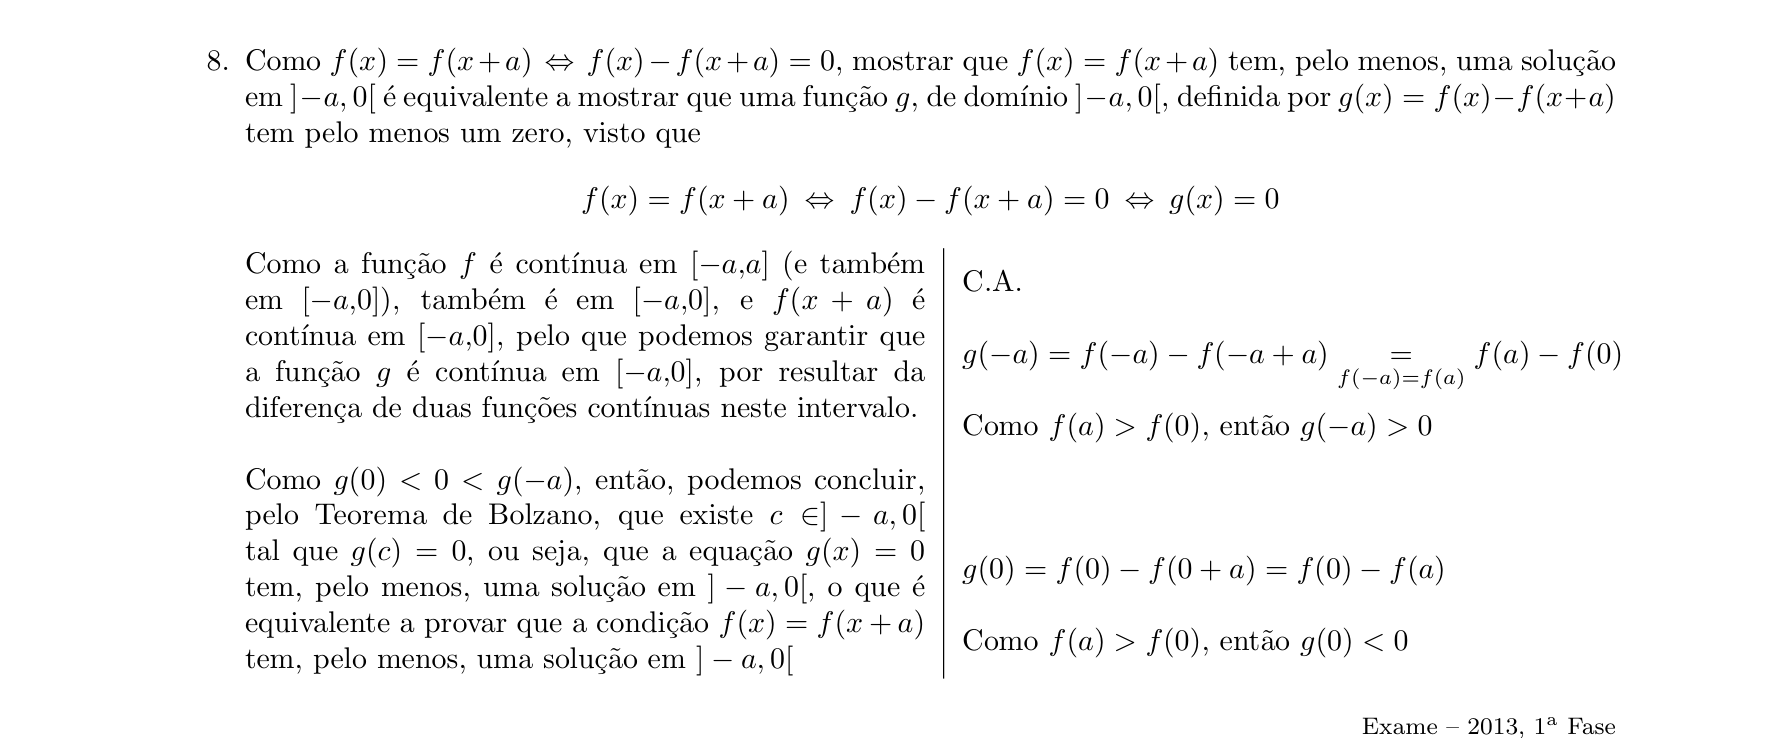 8. Como f(x) = f(x+a) ⇔ f(x)−f(x+a) = 0, mostrar que f(x) = f(x+a) tem, pelo menos, uma solução
em ]−a, 0[ é equivalente a mostrar que uma função g, de domínio ]−a, 0[, definida por g(x) = f(x)−f(x+a)
tem pelo menos um zero, visto que
f(x) = f(x + a) ⇔ f(x) − f(x + a) = 0 ⇔ g(x) = 0
Como a função f é contínua em [−a,a] (e também
em [−a,0]), também é em [−a,0], e f(x + a) é
contínua em [−a,0], pelo que podemos garantir que
a função g é contínua em [−a,0], por resultar da
diferença de duas funções contínuas neste intervalo.
Como g(0) < 0 < g(−a), então, podemos concluir,
pelo Teorema de Bolzano, que existe c ∈] − a, 0[
tal que g(c) = 0, ou seja, que a equação g(x) = 0
tem, pelo menos, uma solução em ] − a, 0[, o que é
equivalente a provar que a condição f(x) = f(x + a)
tem, pelo menos, uma solução em ] − a, 0[
C.A.
g(−a) = f(−a) − f(−a + a) = f(a) − f(0)
f(−a)=f(a)
Como f(a) > f(0), então g(−a) > 0
g(0) = f(0) − f(0 + a) = f(0) − f(a)
Como f(a) > f(0), então g(0) < 0
Exame – 2013, 1ª Fase